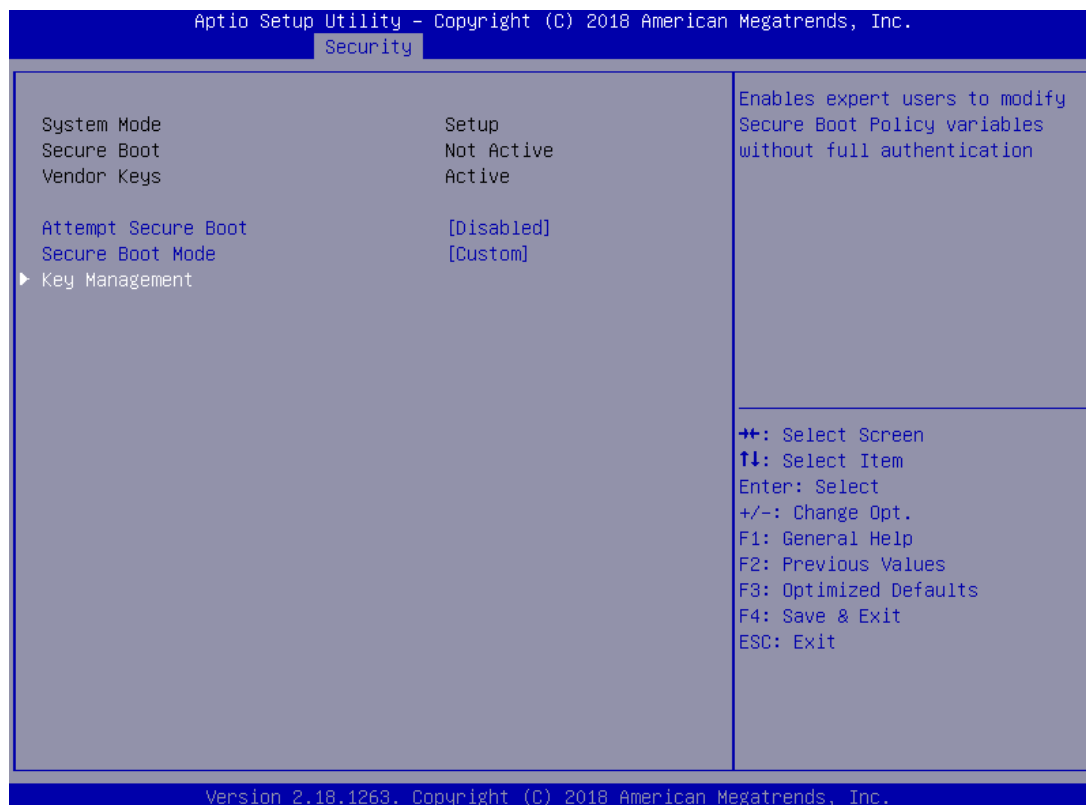 Aptio Setup Utility – Copyright (C) 2018 American Megatrends, Inc.
Security
System Mode Setup
Secure Boot Not Active
Vendor Keys Active
Attempt Secure Boot [Disabled]
Secure Boot Mode [Custom]
▶ Key Management
Enables expert users to modify
Secure Boot Policy variables
without full authentication
→←: Select Screen
↑↓: Select Item
Enter: Select
+/-: Change Opt.
F1: General Help
F2: Previous Values
F3: Optimized Defaults
F4: Save & Exit
ESC: Exit
Version 2.18.1263. Copyright (C) 2018 American Megatrends, Inc.